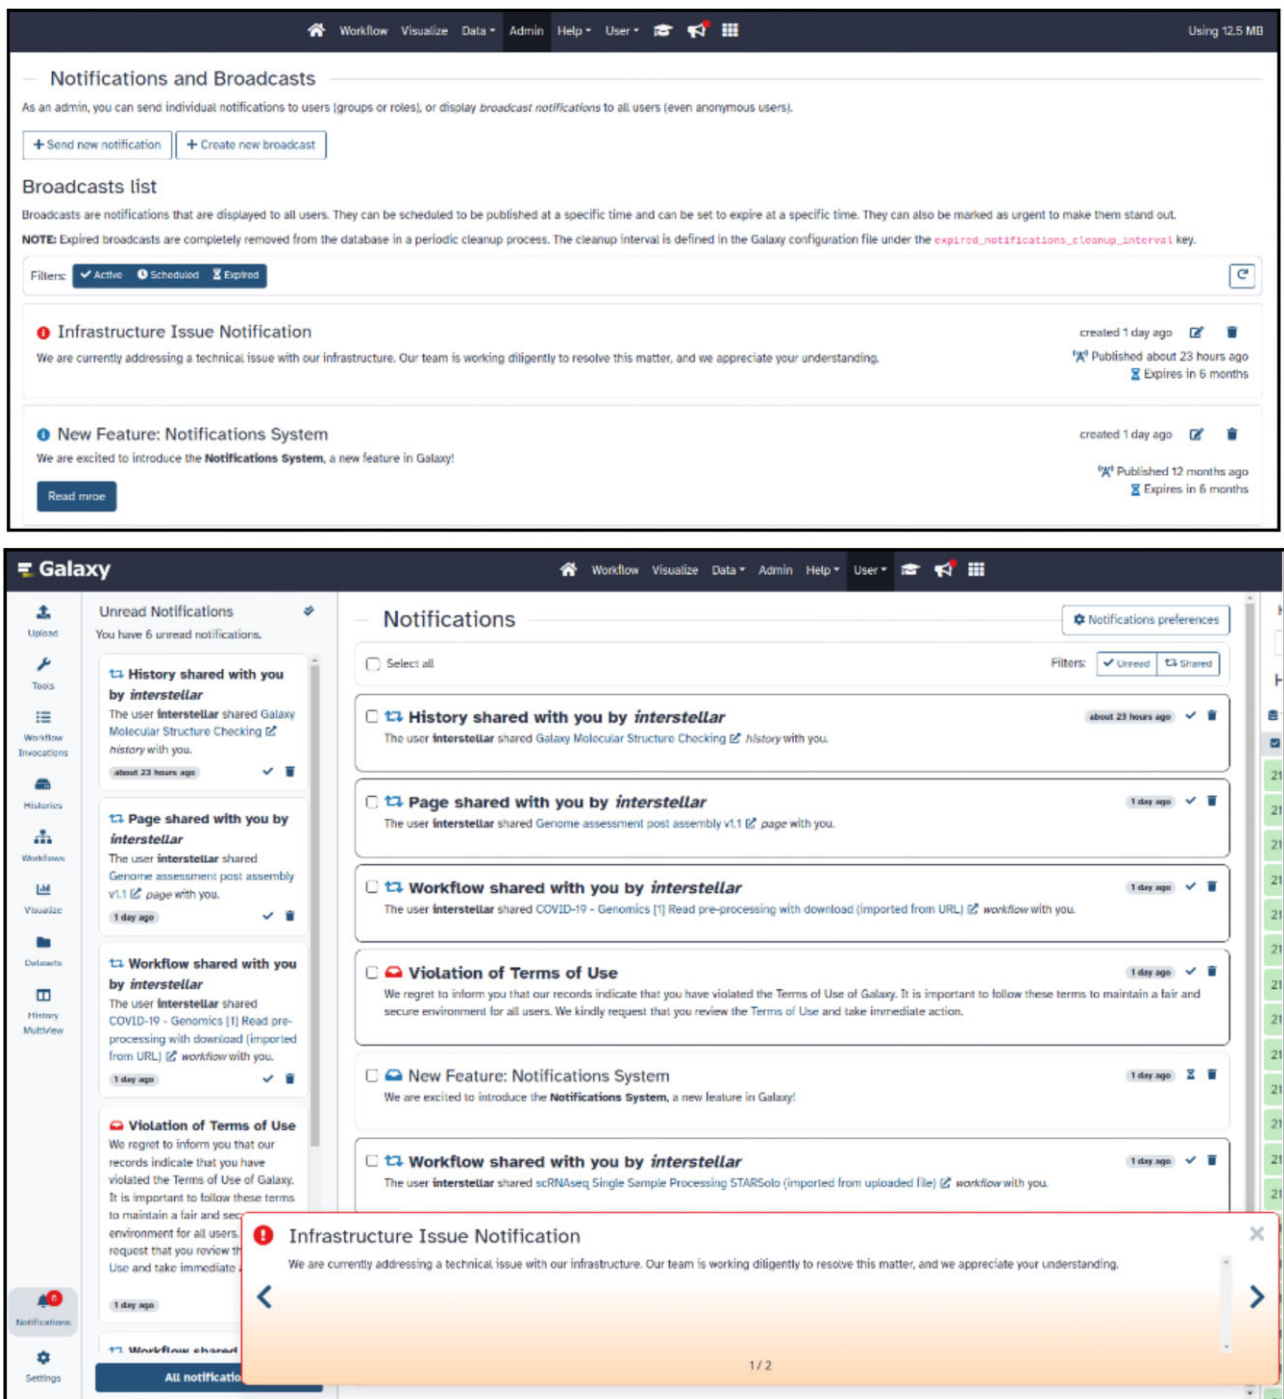 Workflow Visualize Data Admin Help User Using 12.5 MB
Notifications and Broadcasts
As an admin, you can send individual notifications to users (groups or roles), or display broadcast notifications to all users (even anonymous users).
+ Send new notification + Create new broadcast
Broadcasts list
Broadcasts are notifications that are displayed to all users. They can be scheduled to be published at a specific time and can be set to expire at a specific time. They can also be marked as urgent to make them stand out.
NOTE: Expired broadcasts are completely removed from the database in a periodic cleanup process. The cleanup interval is defined in the Galaxy configuration file under the expired_notifications_cleanup_interval key.
Filters: Active Scheduled Expired
Infrastructure Issue Notification created 1 day ago
We are currently addressing a technical issue with our infrastructure. Our team is working diligently to resolve this matter, and we appreciate your understanding. Published about 23 hours ago
Expires in 6 months
New Feature: Notifications System created 1 day ago
We are excited to introduce the Notifications System, a new feature in Galaxy!
Published 12 months ago
Read mroe Expires in 6 months
Galaxy Workflow Visualize Data Admin Help User
Upload
Tools
Workflow
Invocations
Histories
Workflows
Visualize
Datasets
History
Multiview
Notifications
6
Settings
Unread Notifications
You have 6 unread notifications.
History shared with you
by interstellar
The user interstellar shared Galaxy
Molecular Structure Checking
history with you.
about 23 hours ago
Page shared with you by
interstellar
The user interstellar shared
Genome assessment post assembly
v1.1 page with you.
1 day ago
Workflow shared with you
by interstellar
The user interstellar shared
COVID-19 - Genomics [1] Read pre-
processing with download (imported
from URL) workflow with you.
1 day ago
Violation of Terms of Use
We regret to inform you that our
records indicate that you have
violated the Terms of Use of Galaxy.
It is important to follow these terms
to maintain a fair and sec
environment for all users.
request that you review th
Use and take immediate
1 day ago
Workflow shared
All notificatio
Notifications Notifications preferences
Select all Filters: Unread Shared
History shared with you by interstellar about 23 hours ago
The user interstellar shared Galaxy Molecular Structure Checking history with you.
Page shared with you by interstellar 1 day ago
The user interstellar shared Genome assessment post assembly v1.1 page with you.
Workflow shared with you by interstellar 1 day ago
The user interstellar shared COVID-19 - Genomics [1] Read pre-processing with download (imported from URL) workflow with you.
Violation of Terms of Use 1 day ago
We regret to inform you that our records indicate that you have violated the Terms of Use of Galaxy. It is important to follow these terms to maintain a fair and
secure environment for all users. We kindly request that you review the Terms of Use and take immediate action.
New Feature: Notifications System 1 day ago
We are excited to introduce the Notifications System, a new feature in Galaxy!
Workflow shared with you by interstellar 1 day ago
The user interstellar shared scRNAseq Single Sample Processing STARSolo (imported from uploaded file) workflow with you.
Infrastructure Issue Notification
We are currently addressing a technical issue with our infrastructure. Our team is working diligently to resolve this matter, and we appreciate your understanding.
1 / 2
H
21
21
21
21
21
21
21
21
21
21
21
21
21